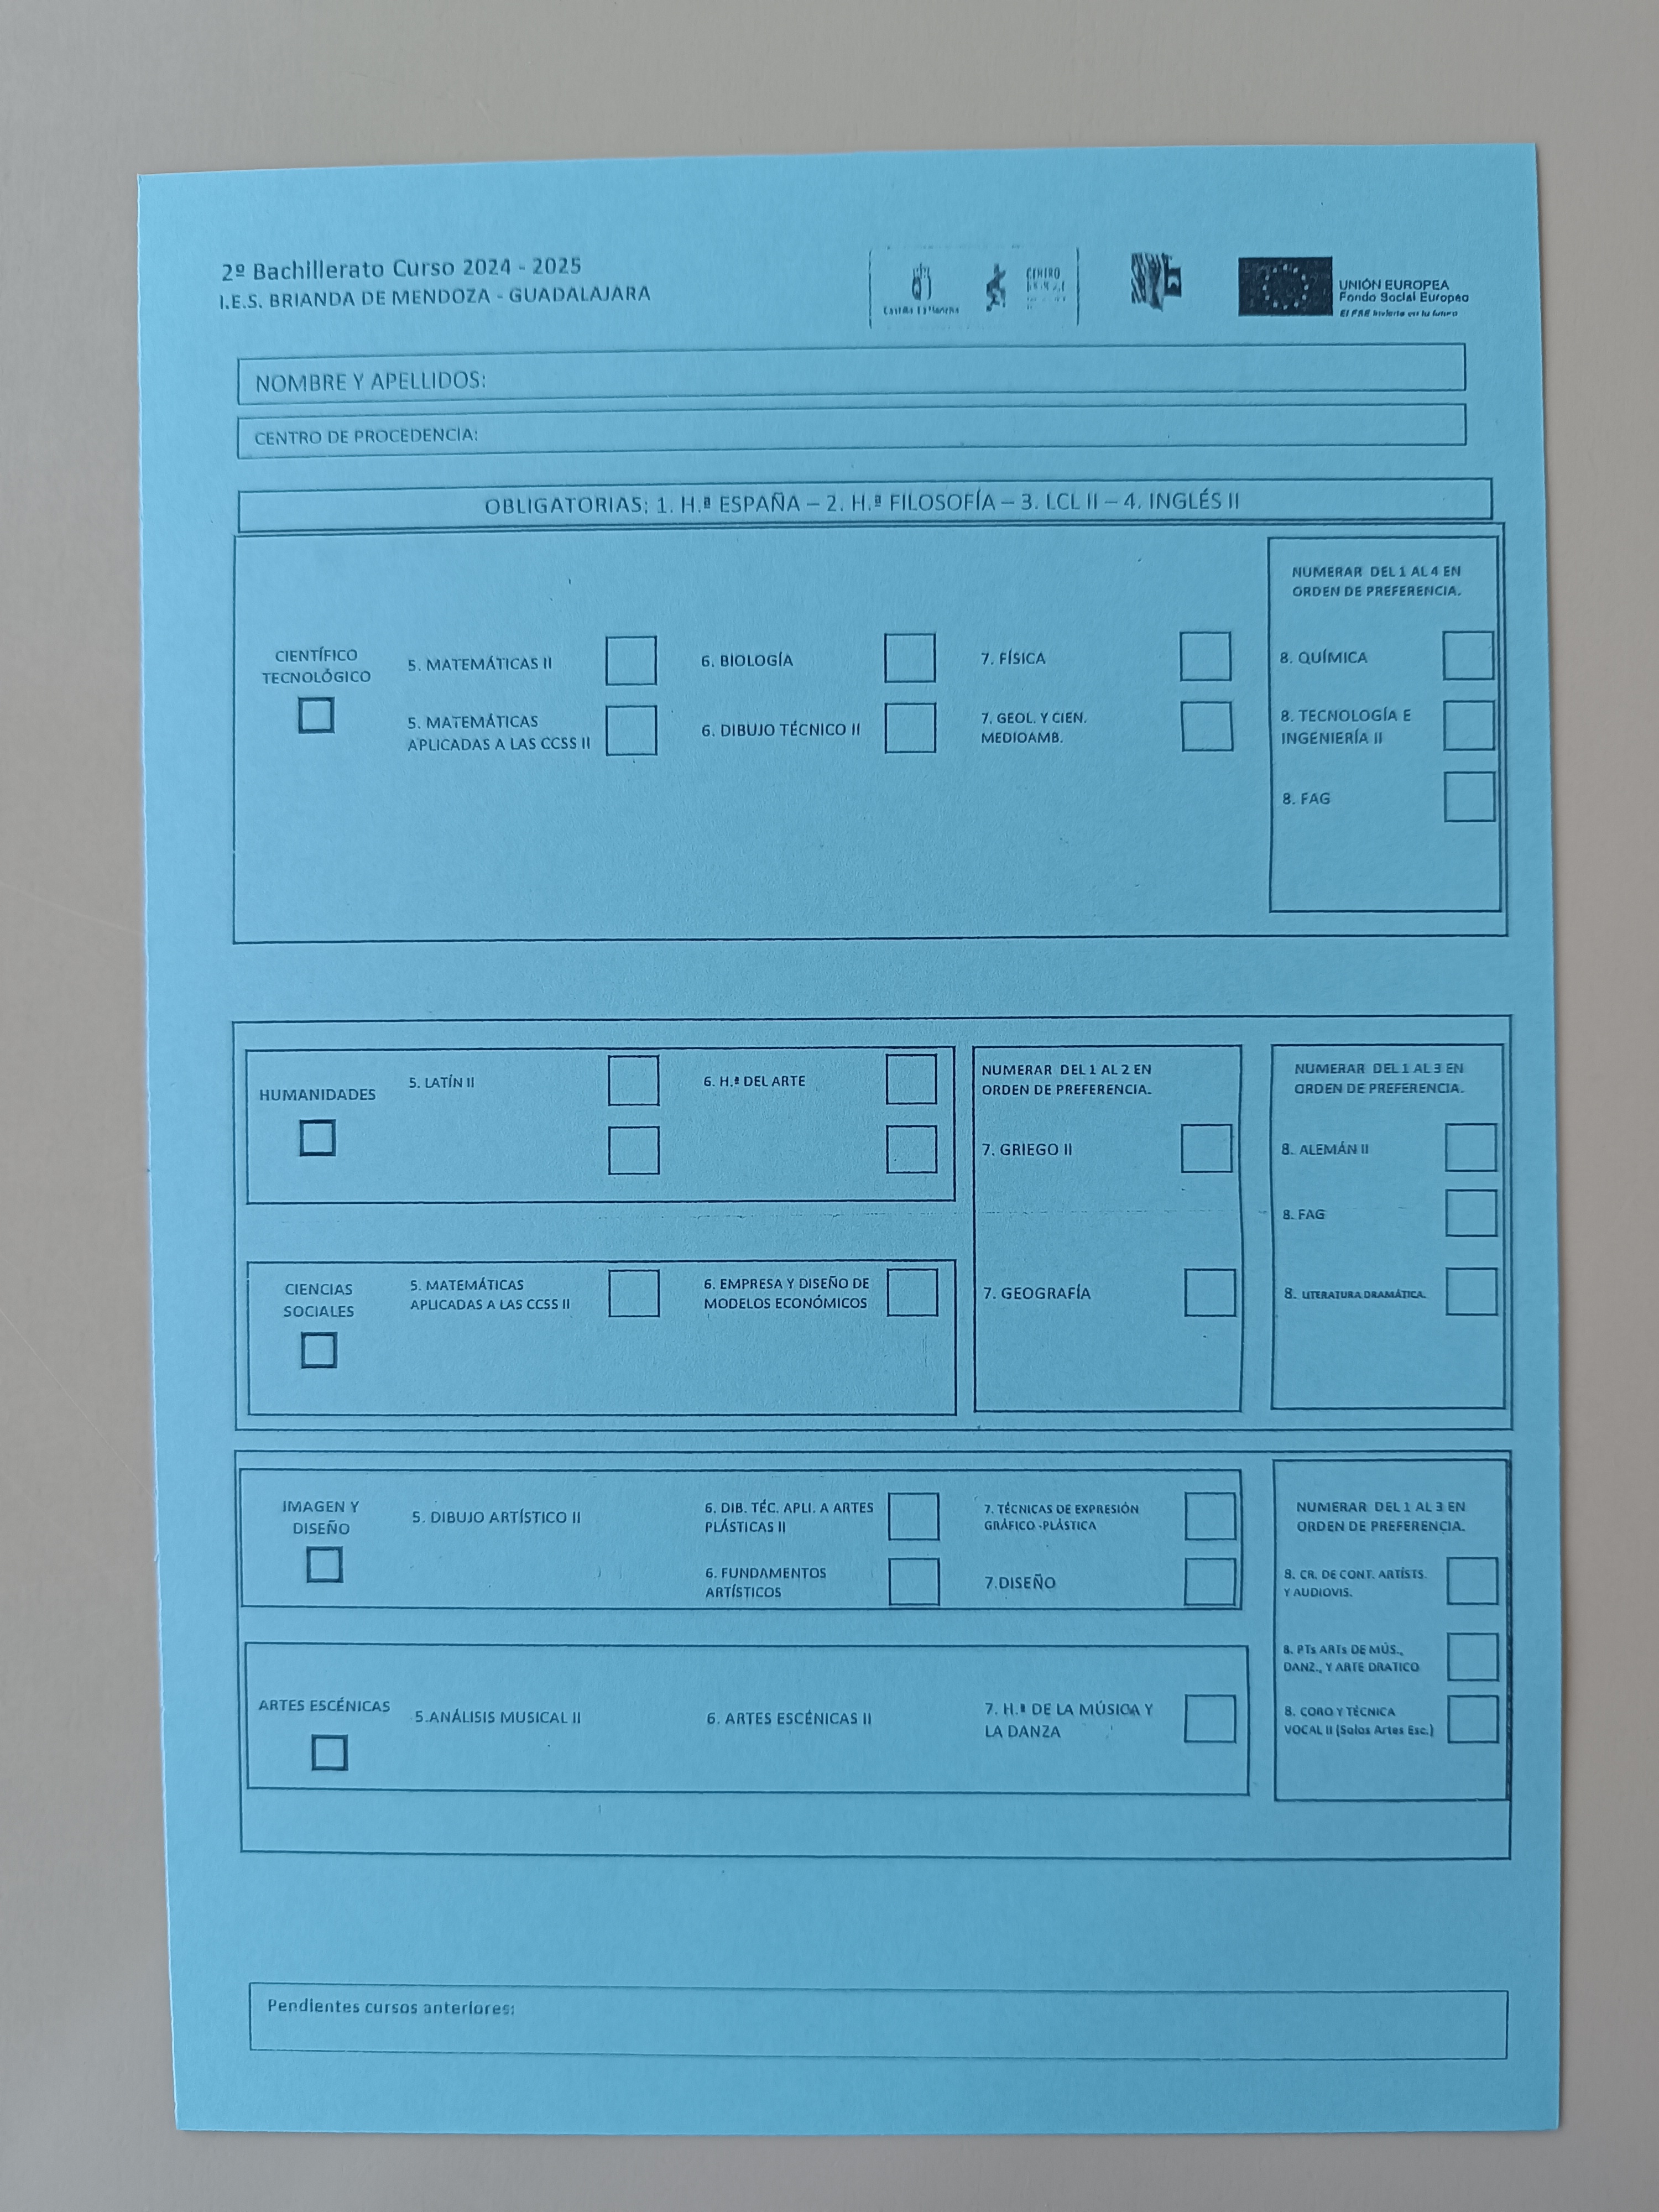 2º Bachillerato Curso 2024 - 2025
I.E.S. BRIANDA DE MENDOZA - GUADALAJARA
CENTRO
UNIÓN EUROPEA
Fondo Social Europeo
El FSE invierte en tu futuro
NOMBRE Y APELLIDOS:
CENTRO DE PROCEDENCIA:
OBLIGATORIAS: 1. H.ª ESPAÑA – 2. H.ª FILOSOFÍA – 3. LCL II – 4. INGLÉS II
NUMERAR DEL 1 AL 4 EN
ORDEN DE PREFERENCIA.
CIENTÍFICO
TECNOLÓGICO
5. MATEMÁTICAS II
6. BIOLOGÍA
7. FÍSICA
8. QUÍMICA
5. MATEMÁTICAS
APLICADAS A LAS CCSS II
6. DIBUJO TÉCNICO II
7. GEOL. Y CIEN.
MEDIOAMB.
8. TECNOLOGÍA E
INGENIERÍA II
8. FAG
HUMANIDADES
5. LATÍN II
6. H.ª DEL ARTE
NUMERAR DEL 1 AL 2 EN
ORDEN DE PREFERENCIA.
NUMERAR DEL 1 AL 3 EN
ORDEN DE PREFERENCIA.
7. GRIEGO II
8. ALEMÁN II
8. FAG
CIENCIAS
SOCIALES
5. MATEMÁTICAS
APLICADAS A LAS CCSS II
6. EMPRESA Y DISEÑO DE
MODELOS ECONÓMICOS
7. GEOGRAFÍA
8. LITERATURA DRAMÁTICA.
IMAGEN Y
DISEÑO
5. DIBUJO ARTÍSTICO II
6. DIB. TÉC. APLI. A ARTES
PLÁSTICAS II
7. TÉCNICAS DE EXPRESIÓN
GRÁFICO -PLÁSTICA
NUMERAR DEL 1 AL 3 EN
ORDEN DE PREFERENCIA.
6. FUNDAMENTOS
ARTÍSTICOS
7.DISEÑO
8. CR. DE CONT. ARTÍSTS.
Y AUDIOVIS.
8. PTs ARTs DE MÚS.,
DANZ., Y ARTE DRATICO
ARTES ESCÉNICAS
5.ANÁLISIS MUSICAL II
6. ARTES ESCÉNICAS II
7. H.ª DE LA MÚSICA Y
LA DANZA
8. CORO Y TÉCNICA
VOCAL II (Solos Artes Esc.)
Pendientes cursos anteriores: